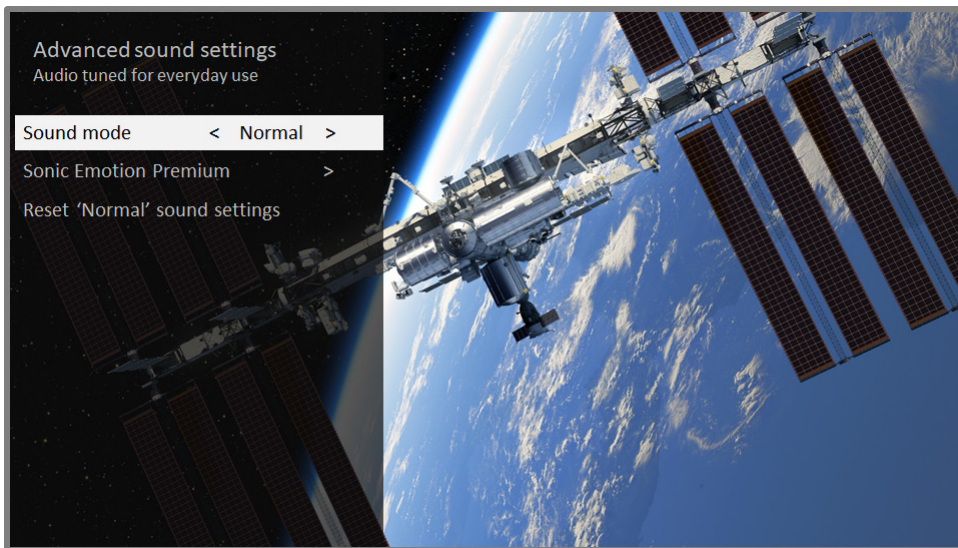 Advanced sound settings
Audio tuned for everyday use
Sound mode < Normal >
Sonic Emotion Premium >
Reset ‘Normal’ sound settings